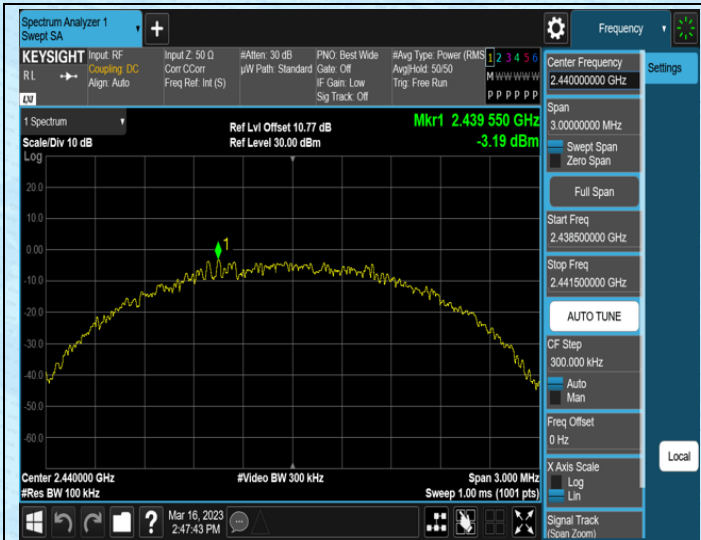 Spectrum Analyzer 1
Swept SA
+
Frequency
KEYSIGHT
RL
LXI
Input: RF
Coupling: DC
Align: Auto
Input Z: 50 Ω
Corr CCorr
Freq Ref: Int (S)
#Atten: 30 dB
µW Path: Standard
PNO: Best Wide
Gate: Off
IF Gain: Low
Sig Track: Off
#Avg Type: Power (RMS
Avg|Hold: 50/50
Trig: Free Run
1 2 3 4 5 6
M W W W W W
P P P P P P
1 Spectrum
Scale/Div 10 dB
Ref Lvl Offset 10.77 dB
Ref Level 30.00 dBm
Mkr1 2.439 550 GHz
-3.19 dBm
Log
20.0
10.0
0.00
-10.0
-20.0
-30.0
-40.0
-50.0
-60.0
1
Center 2.440000 GHz
#Res BW 100 kHz
#Video BW 300 kHz
Span 3.000 MHz
Sweep 1.00 ms (1001 pts)
?
Mar 16, 2023
2:47:43 PM
Center Frequency
2.440000000 GHz
Span
3.00000000 MHz
Swept Span
Zero Span
Full Span
Start Freq
2.438500000 GHz
Stop Freq
2.441500000 GHz
AUTO TUNE
CF Step
300.000 kHz
Auto
Man
Freq Offset
0 Hz
X Axis Scale
Log
Lin
Signal Track
(Span Zoom)
Settings
Local